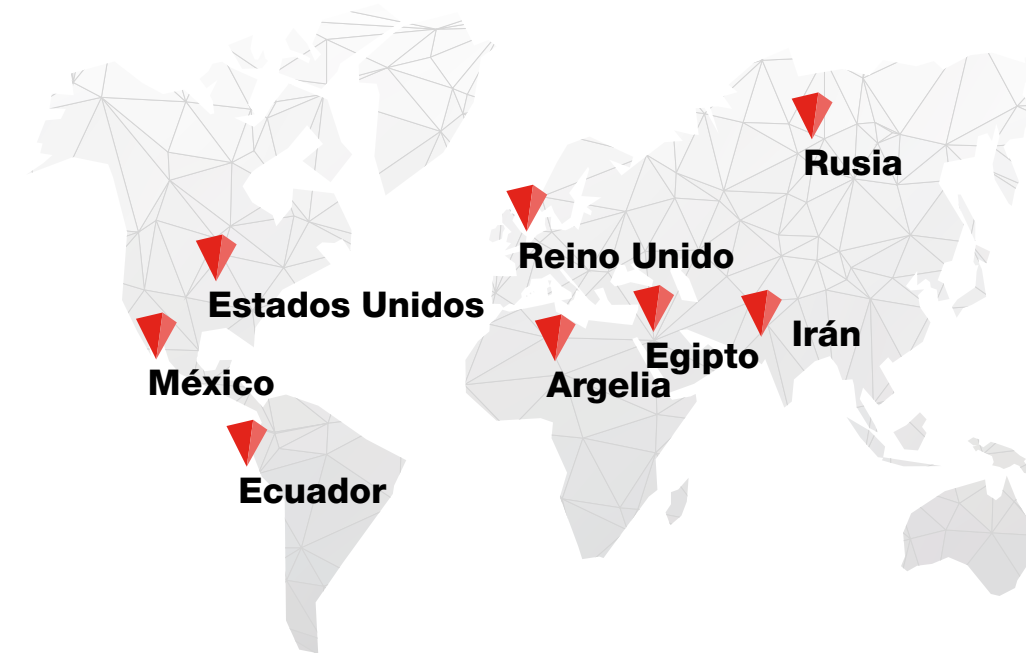 Rusia
Reino Unido
Estados Unidos
Irán
Egipto
México
Argelia
Ecuador